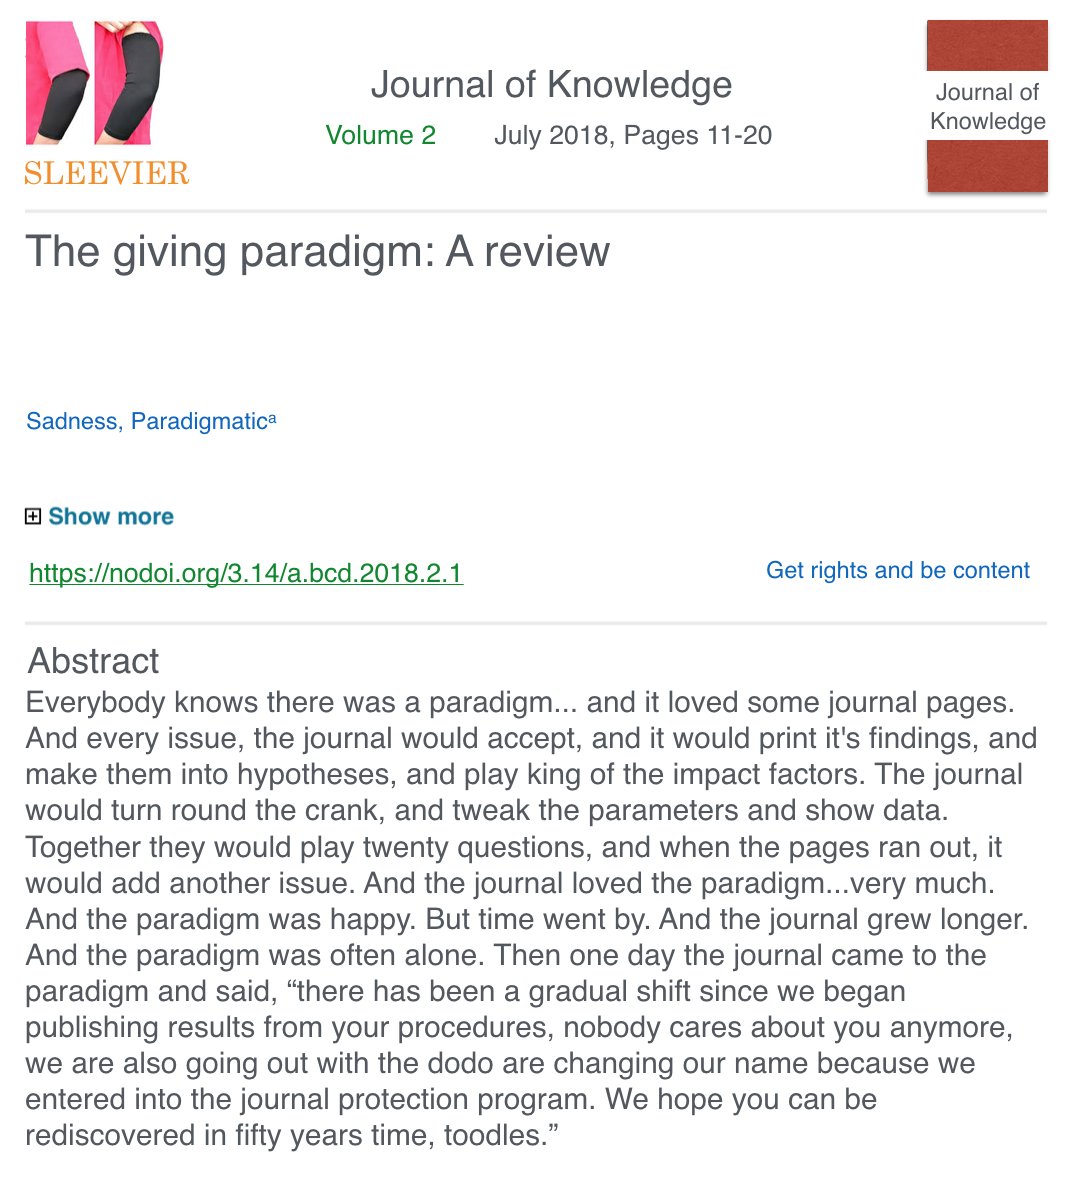 SLEEVIER
Journal of Knowledge
Volume 2 July 2018, Pages 11-20
Journal of
Knowledge
The giving paradigm: A review
Sadness, Paradigmaticᵃ
Show more
https://nodoi.org/3.14/a.bcd.2018.2.1
Get rights and be content
Abstract
Everybody knows there was a paradigm... and it loved some journal pages.
And every issue, the journal would accept, and it would print it's findings, and
make them into hypotheses, and play king of the impact factors. The journal
would turn round the crank, and tweak the parameters and show data.
Together they would play twenty questions, and when the pages ran out, it
would add another issue. And the journal loved the paradigm...very much.
And the paradigm was happy. But time went by. And the journal grew longer.
And the paradigm was often alone. Then one day the journal came to the
paradigm and said, “there has been a gradual shift since we began
publishing results from your procedures, nobody cares about you anymore,
we are also going out with the dodo are changing our name because we
entered into the journal protection program. We hope you can be
rediscovered in fifty years time, toodles.”